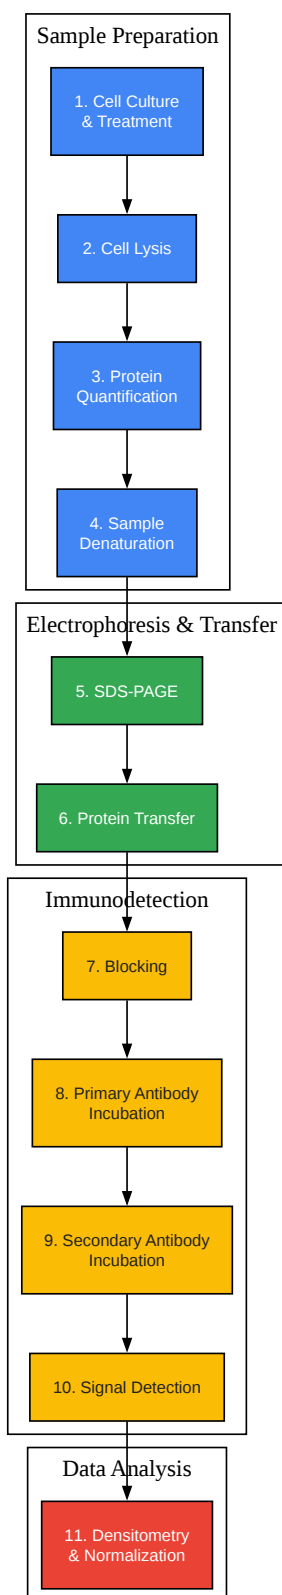 Sample Preparation
1. Cell Culture
& Treatment
2. Cell Lysis
3. Protein
Quantification
4. Sample
Denaturation
Electrophoresis & Transfer
5. SDS-PAGE
6. Protein Transfer
Immunodetection
7. Blocking
8. Primary Antibody
Incubation
9. Secondary Antibody
Incubation
10. Signal Detection
Data Analysis
11. Densitometry
& Normalization